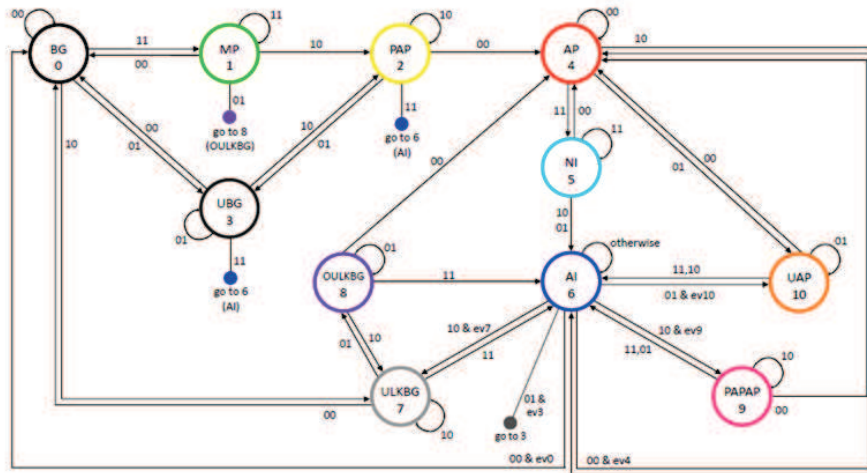 00
11
10
00
BG
0
11
00
MP
1
10
PAP
2
00
AP
4
10
01
go to 8
(OULKBG)
11
go to 6
(AI)
11
00
11
NI
5
10
00
01
10
01
00
01
00
UBG
3
01
10
01
11
go to 6
(AI)
OULKBG
8
01
11
AI
6
otherwise
11,10
01 & ev10
UAP
10
01
01
10
10 & ev7
11
10 & ev9
11,01
ULKBG
7
10
00
01 &
ev3
go to 3
PAPAP
9
10
00
00 & ev0
00 & ev4